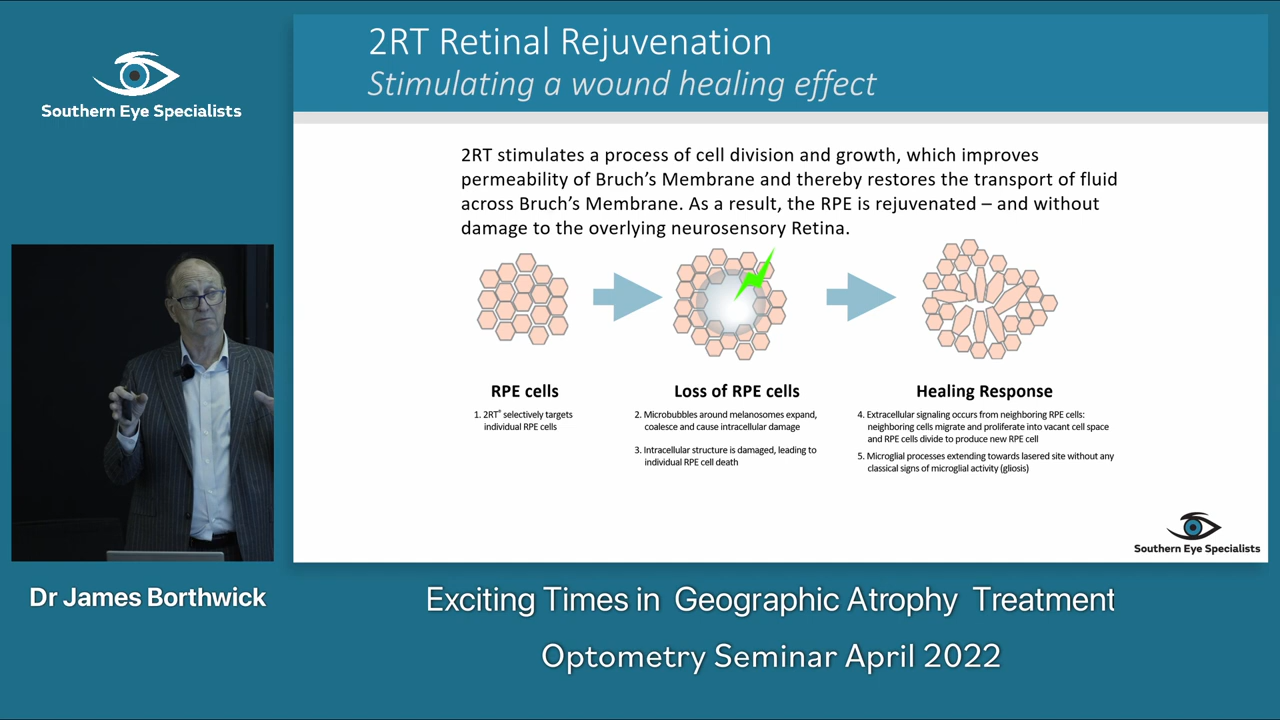 Southern Eye Specialists
2RT Retinal Rejuvenation
Stimulating a wound healing effect
2RT stimulates a process of cell division and growth, which improves
permeability of Bruch’s Membrane and thereby restores the transport of fluid
across Bruch’s Membrane. As a result, the RPE is rejuvenated – and without
damage to the overlying neurosensory Retina.
RPE cells
1. 2RT® selectively targets
individual RPE cells
Loss of RPE cells
2. Microbubbles around melanosomes expand,
coalesce and cause intracellular damage
3. Intracellular structure is damaged, leading to
individual RPE cell death
Healing Response
4. Extracellular signaling occurs from neighboring RPE cells:
neighboring cells migrate and proliferate into vacant cell space
and RPE cells divide to produce new RPE cell
5. Microglial processes extending towards lasered site without any
classical signs of microglial activity (gliosis)
Southern Eye Specialists
Dr James Borthwick
Exciting Times in Geographic Atrophy Treatment
Optometry Seminar April 2022